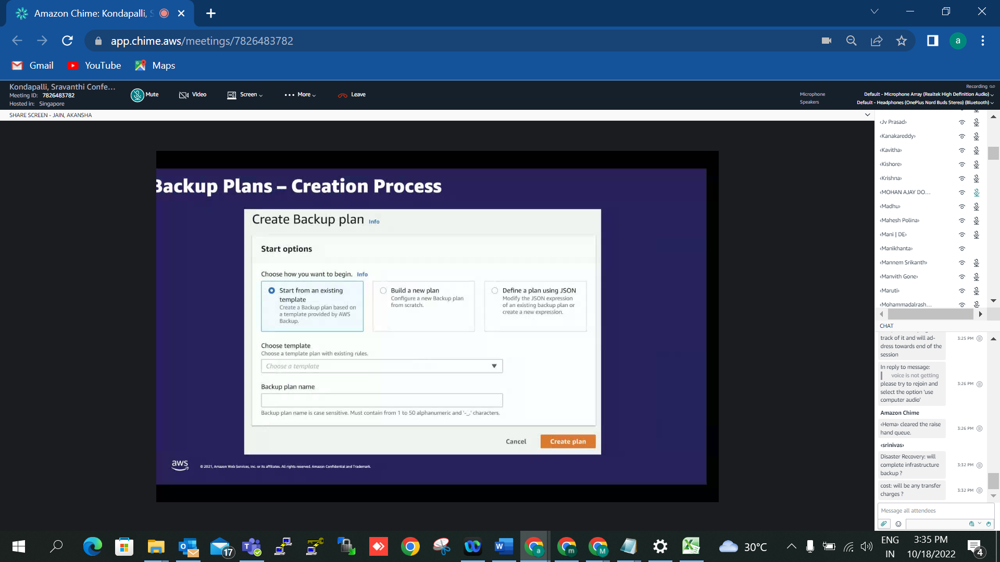 Amazon Chime: Kondapalli, S
app.chime.aws/meetings/7826483782
a
Gmail
YouTube
Maps
Kondapalli, Sravanthi Confe...
Meeting ID: 7826483782
Hosted in: Singapore
Mute
Video
Screen
More
Leave
Recording
Microphone
Default - Microphone Array (Realtek High Definition Audio)
Speakers
Default - Headphones (OnePlus Nord Buds Stereo) (Bluetooth)
SHARE SCREEN - JAIN, AKANSHA
Backup Plans – Creation Process
Create Backup plan Info
Start options
Choose how you want to begin. Info
Start from an existing
template
Create a Backup plan based on
a template provided by AWS
Backup.
Build a new plan
Configure a new Backup plan
from scratch.
Define a plan using JSON
Modify the JSON expression
of an existing backup plan or
create a new expression.
Choose template
Choose a template plan with existing rules.
Choose a template
Backup plan name
Backup plan name is case sensitive. Must contain from 1 to 50 alphanumeric and '-_.' characters.
Cancel
Create plan
aws
© 2021, Amazon Web Services, Inc. or its affiliates. All rights reserved. Amazon Confidential and Trademark.
‹Jv Prasad›
‹Kanakareddy›
‹Kavitha›
‹Kishore›
‹Krishna›
‹MOHAN AJAY DO...
‹Madhu›
‹Mahesh Polina›
‹Mani | DE›
‹Manikhanta›
‹Mannem Srikanth›
‹Manvith Gone›
‹Maruti›
‹Mohammadalrash...
CHAT
track of it and will ad-
dress towards end of the
session
3:25 PM
In reply to message:
voice is not getting
please try to rejoin and
select the option 'use
computer audio'
3:26 PM
Amazon Chime
‹Hema› cleared the raise
hand queue.
3:26 PM
‹srinivas›
Disaster Recovery: will
complete infrastructure
backup ?
3:32 PM
cost: will be any transfer
charges ?
3:32 PM
Message all attendees
17
T
W
a
m
M
30°C
ENG
IN
3:35 PM
10/18/2022
4